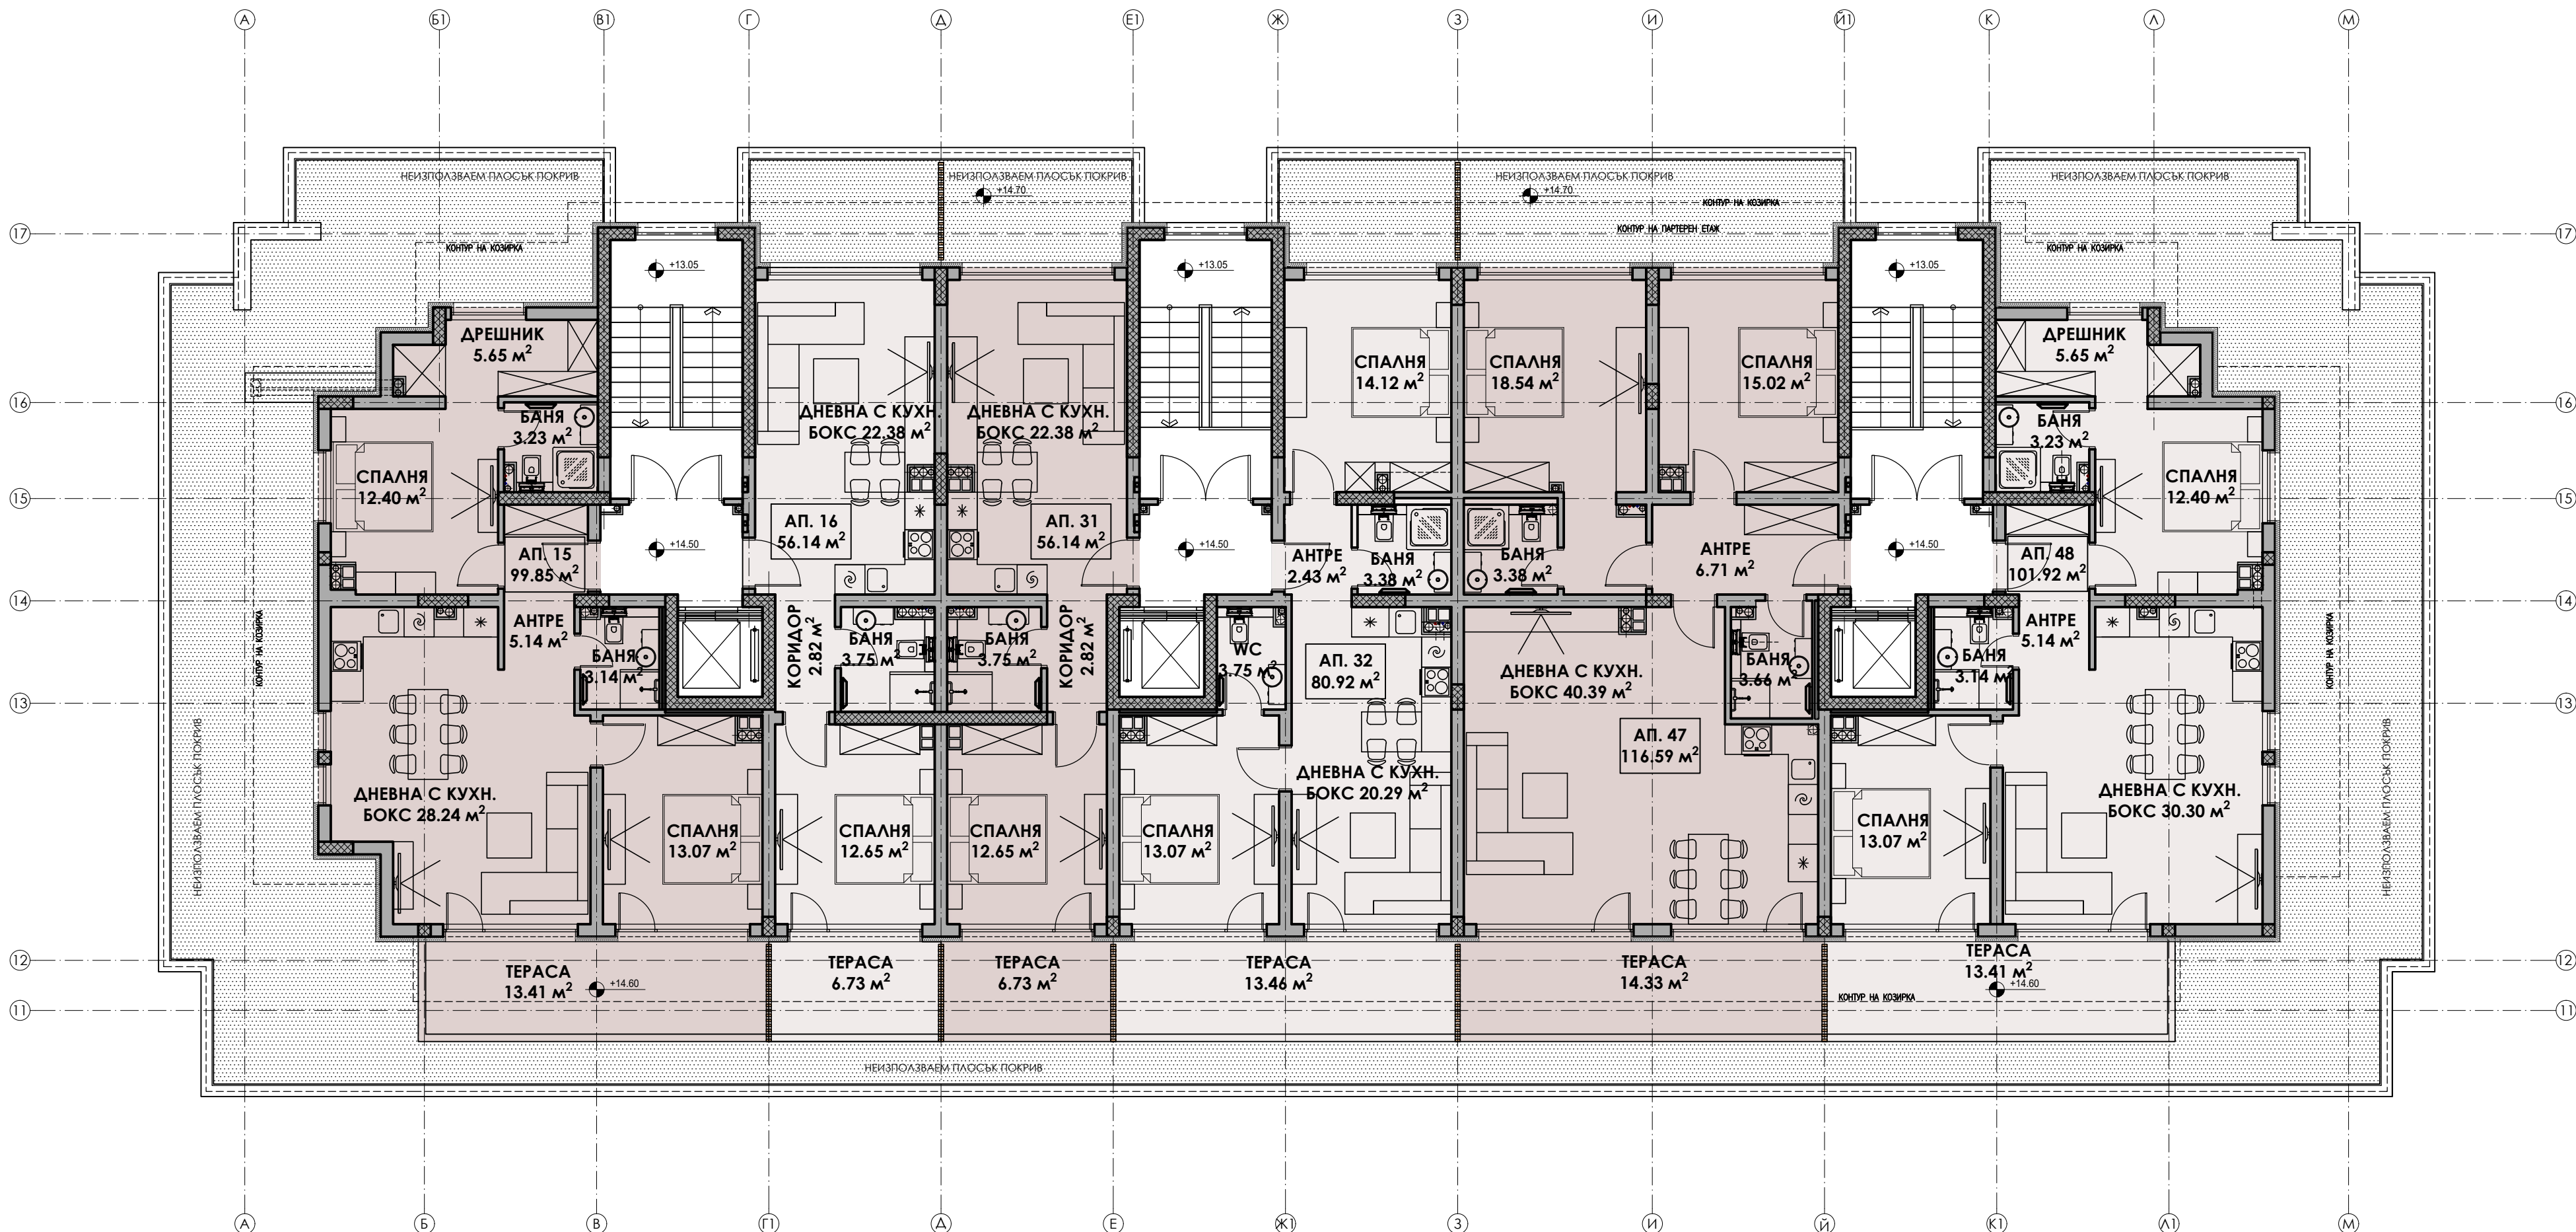 А Б1 В1 Г Д Е1 Ж З И Й1 К Л М
НЕИЗПОЛЗВАЕМ ПЛОСЪК ПОКРИВ
НЕИЗПОЛЗВАЕМ ПЛОСЪК ПОКРИВ
+14.70
НЕИЗПОЛЗВАЕМ ПЛОСЪК ПОКРИВ
+14.70
НЕИЗПОЛЗВАЕМ ПЛОСЪК ПОКРИВ
КОНТУР НА КОЗИРКА
КОНТУР НА ПАРТЕРЕН ЕТАЖ
17
17
КОНТУР НА КОЗИРКА
КОНТУР НА КОЗИРКА
+13.05
+13.05
+13.05
ДРЕШНИК
5.65 м²
ДРЕШНИК
5.65 м²
СПАЛНЯ
14.12 м²
СПАЛНЯ
18.54 м²
СПАЛНЯ
15.02 м²
16
16
БАНЯ
3.23 м²
ДНЕВНА С КУХН.
БОКС 22.38 м²
ДНЕВНА С КУХН.
БОКС 22.38 м²
БАНЯ
3.23 м²
СПАЛНЯ
12.40 м²
СПАЛНЯ
12.40 м²
15
15
АП. 15
99.85 м²
+14.50
АП. 16
56.14 м²
АП. 31
56.14 м²
+14.50
АНТРЕ
2.43 м²
БАНЯ
3.38 м²
БАНЯ
3.38 м²
АНТРЕ
6.71 м²
+14.50
АП. 48
101.92 м²
14
14
АНТРЕ
5.14 м²
БАНЯ
3.14 м²
КОРИДОР
2.82 м²
БАНЯ
3.75 м²
БАНЯ
3.75 м²
КОРИДОР
2.82 м²
WC
3.75 м²
АП. 32
80.92 м²
ДНЕВНА С КУХН.
БОКС 40.39 м²
БАНЯ
3.66 м²
БАНЯ
3.14 м²
АНТРЕ
5.14 м²
КОНТУР НА КОЗИРКА
КОНТУР НА КОЗИРКА
13
13
АП. 47
116.59 м²
НЕИЗПОЛЗВАЕМ ПЛОСЪК ПОКРИВ
НЕИЗПОЛЗВАЕМ ПЛОСЪК ПОКРИВ
ДНЕВНА С КУХН.
БОКС 28.24 м²
СПАЛНЯ
13.07 м²
СПАЛНЯ
12.65 м²
СПАЛНЯ
12.65 м²
СПАЛНЯ
13.07 м²
ДНЕВНА С КУХН.
БОКС 20.29 м²
СПАЛНЯ
13.07 м²
ДНЕВНА С КУХН.
БОКС 30.30 м²
12
12
ТЕРАСА
13.41 м²
+14.60
ТЕРАСА
6.73 м²
ТЕРАСА
6.73 м²
ТЕРАСА
13.46 м²
ТЕРАСА
14.33 м²
ТЕРАСА
13.41 м²
+14.60
КОНТУР НА КОЗИРКА
11
11
НЕИЗПОЛЗВАЕМ ПЛОСЪК ПОКРИВ
А Б В Г1 Д Е Ж1 З И Й К1 Л1 М